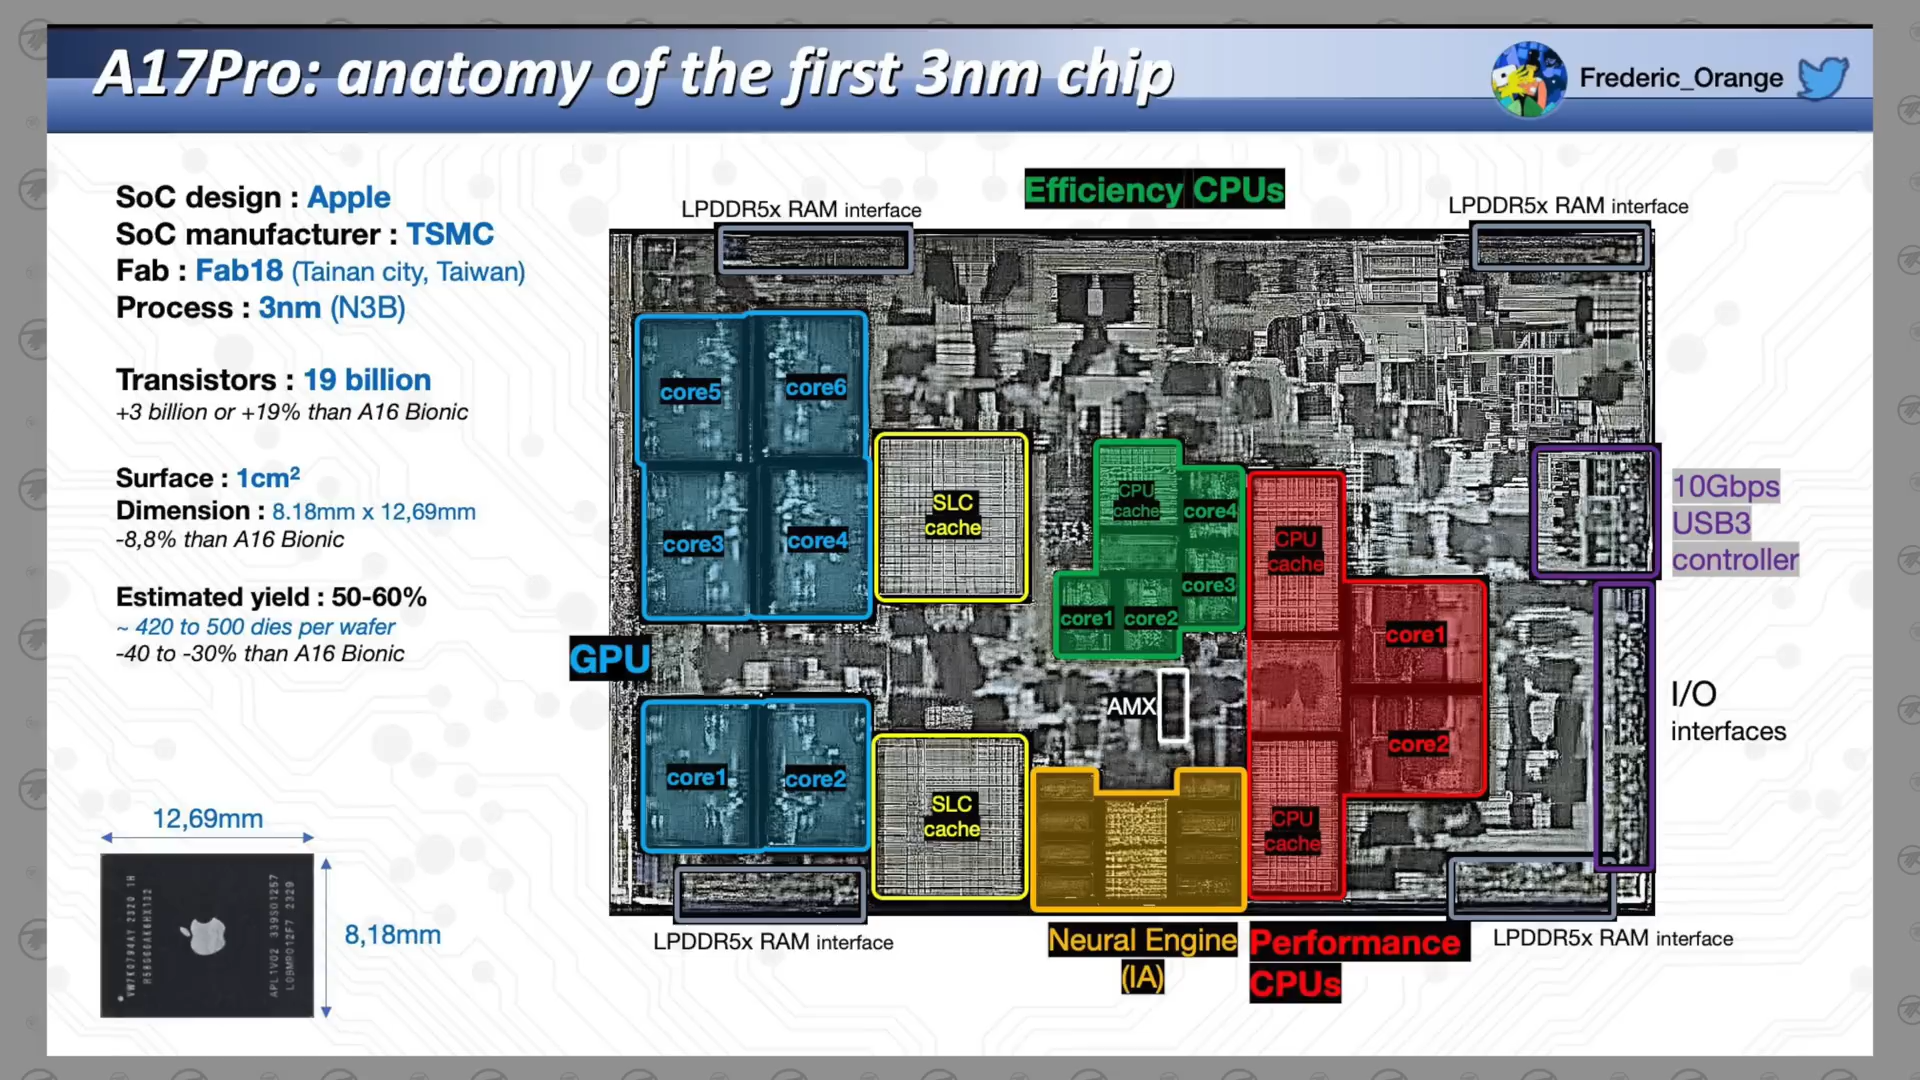 A17Pro: anatomy of the first 3nm chip
Frederic_Orange
SoC design : Apple
SoC manufacturer : TSMC
Fab : Fab18 (Tainan city, Taiwan)
Process : 3nm (N3B)
Transistors : 19 billion
+3 billion or +19% than A16 Bionic
Surface : 1cm²
Dimension : 8.18mm x 12,69mm
-8,8% than A16 Bionic
Estimated yield : 50-60%
~ 420 to 500 dies per wafer
-40 to -30% than A16 Bionic
12,69mm
8,18mm
APL1V02 339S01257
Efficiency CPUs
LPDDR5x RAM interface
LPDDR5x RAM interface
core5
core6
core3
core4
GPU
core1
core2
SLC
cache
SLC
cache
CPU
cache
core4
core3
core1
core2
AMX
CPU
cache
core1
core2
CPU
cache
10Gbps
USB3
controller
I/O
interfaces
LPDDR5x RAM interface
Neural Engine
(IA)
Performance
CPUs
LPDDR5x RAM interface